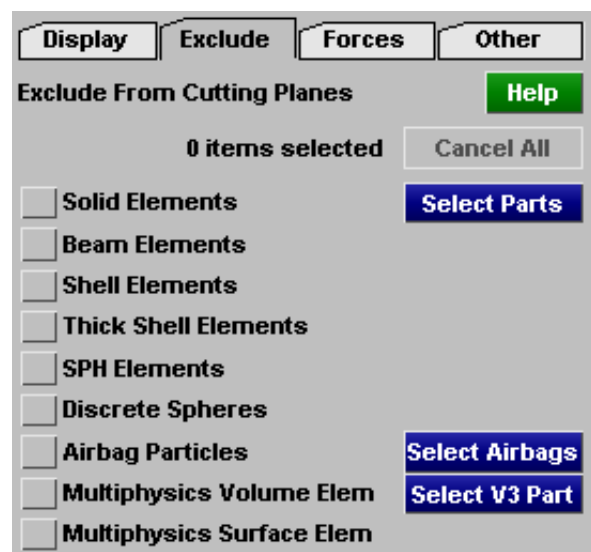 Display Exclude Forces Other
Exclude From Cutting Planes Help
0 items selected Cancel All
Solid Elements Select Parts
Beam Elements
Shell Elements
Thick Shell Elements
SPH Elements
Discrete Spheres
Airbag Particles Select Airbags
Multiphysics Volume Elem Select V3 Part
Multiphysics Surface Elem